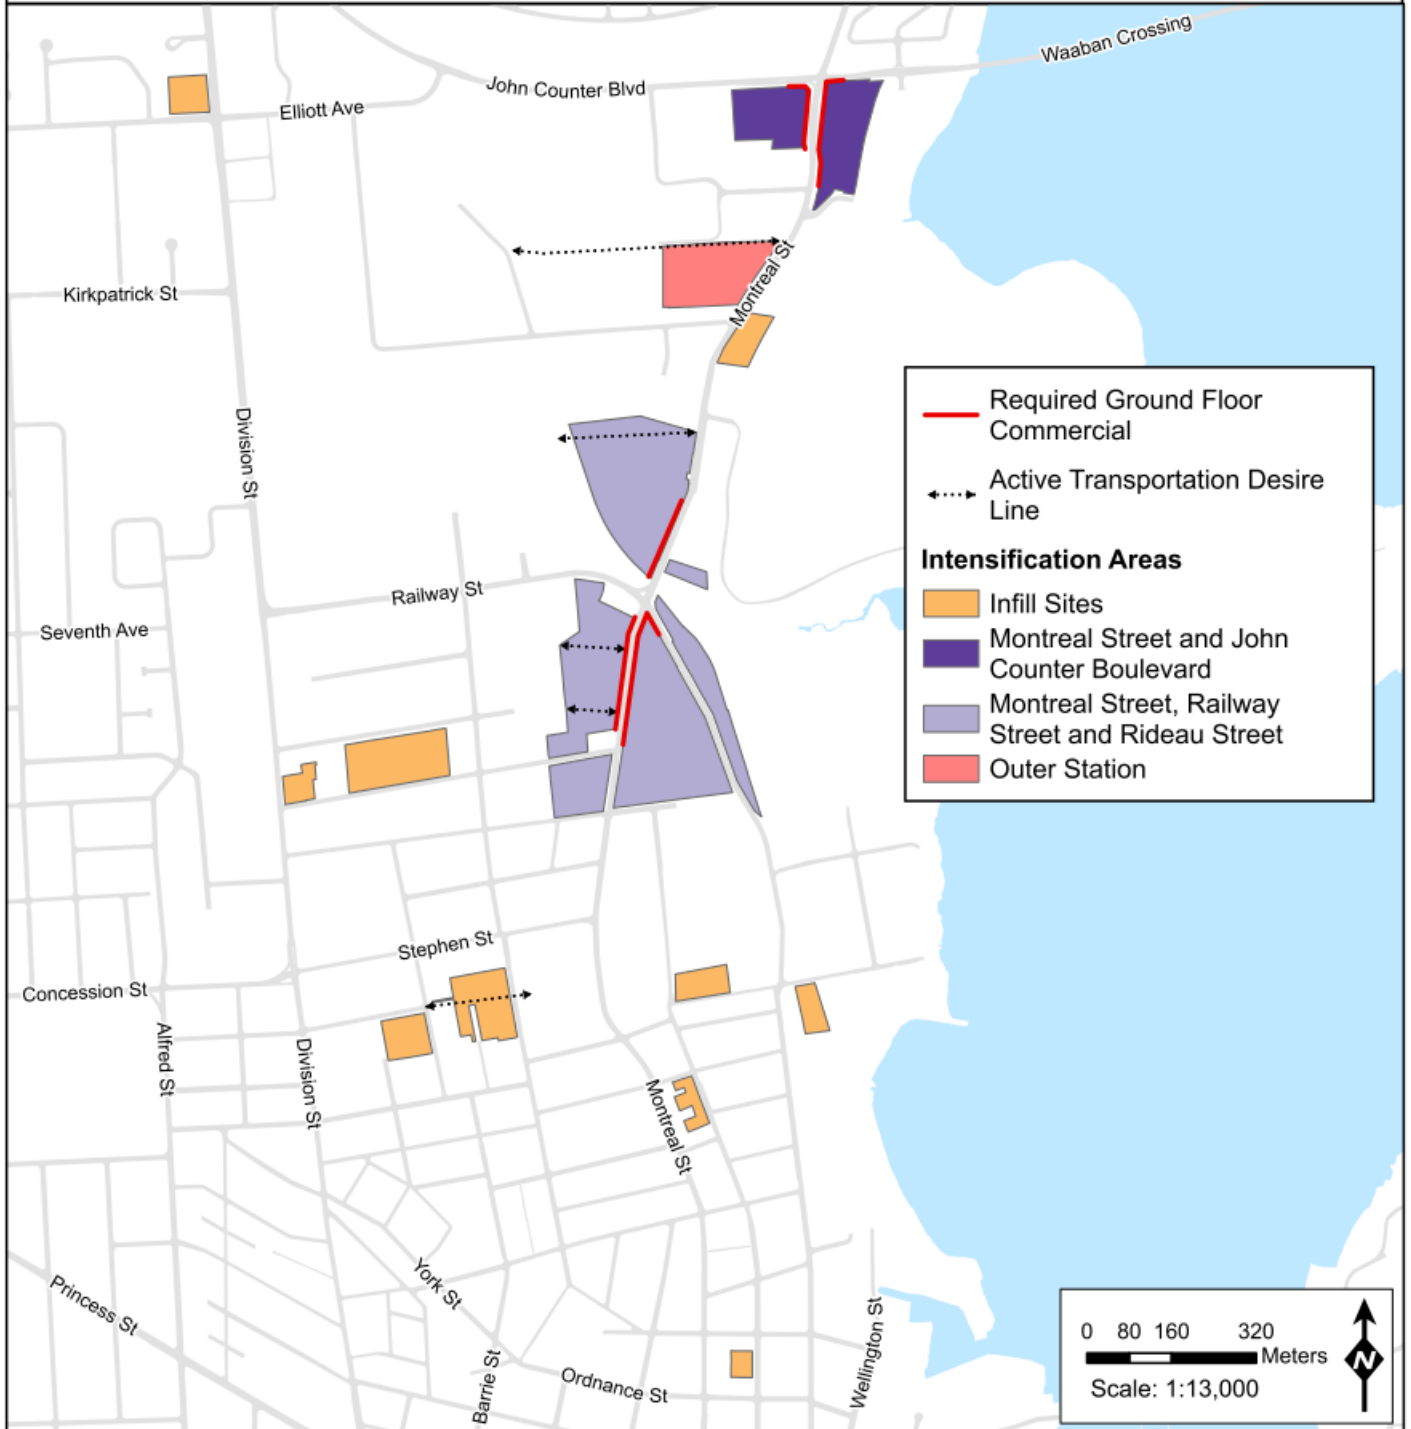 Waaban Crossing
John Counter Blvd
Elliott Ave
Montreal St
Kirkpatrick St
Division St
Required Ground Floor
Commercial
Active Transportation Desire
Line
Intensification Areas
Infill Sites
Montreal Street and John
Counter Boulevard
Montreal Street, Railway
Street and Rideau Street
Outer Station
Railway St
Seventh Ave
Stephen St
Concession St
Alfred St
Division St
Montreal St
Princess St
York St
Barrie St
Ordnance St
Wellington St
0 80 160 320
Meters
Scale: 1:13,000
N